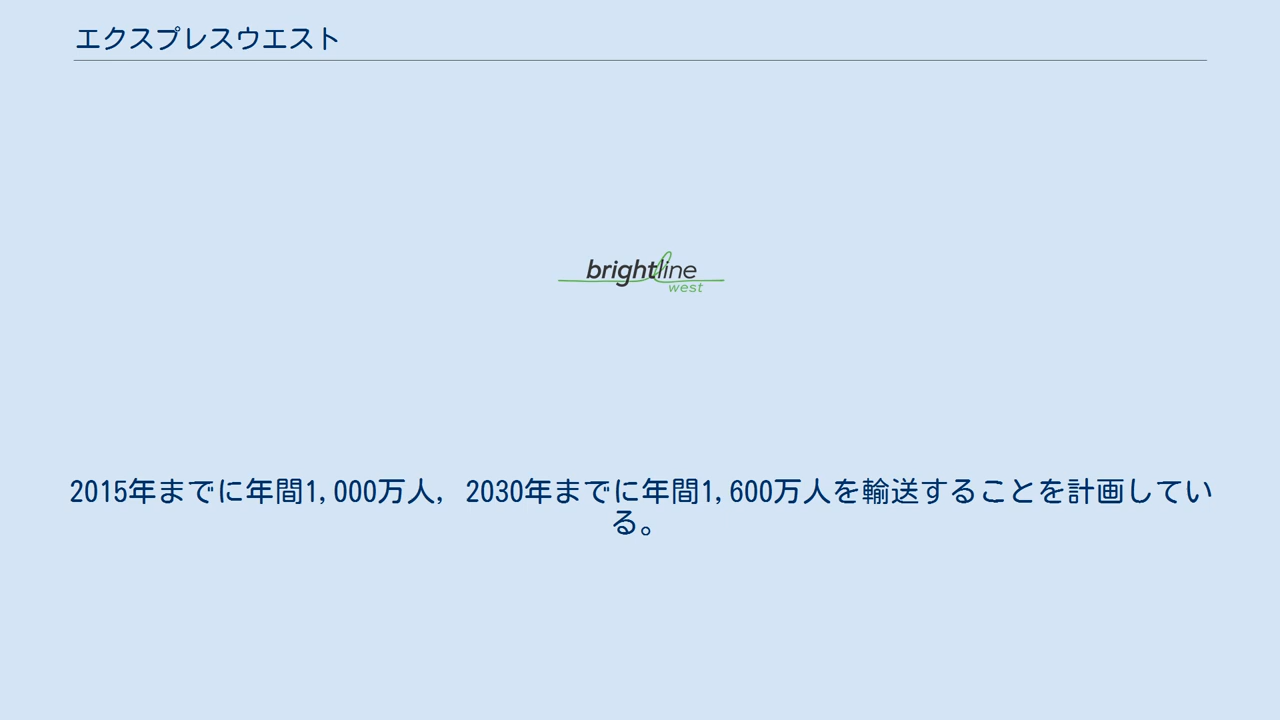 エクスプレスウエスト
brightline
west
2015年までに年間1,000万人, 2030年までに年間1,600万人を輸送することを計画してい
る。